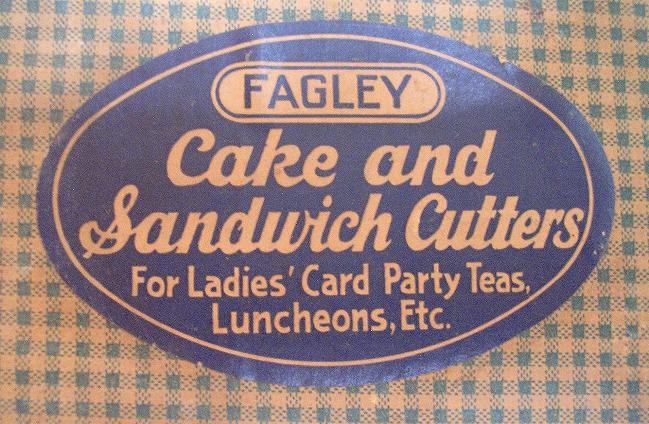 FAGLEY
Cake and
Sandwich Cutters
For Ladies' Card Party Teas,
Luncheons, Etc.